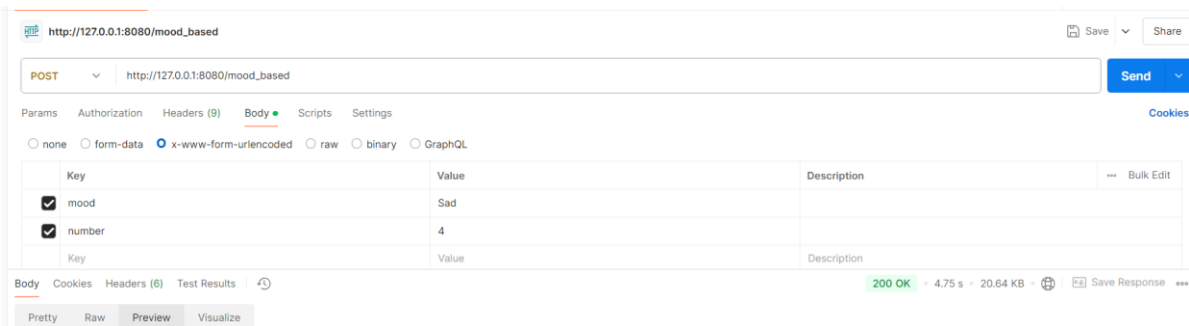 HTTP http://127.0.0.1:8080/mood_based Save Share
POST http://127.0.0.1:8080/mood_based Send
Params Authorization Headers (9) Body Scripts Settings Cookies
none form-data x-www-form-urlencoded raw binary GraphQL
Key Value Description Bulk Edit
mood Sad
number 4
Key Value Description
Body Cookies Headers (6) Test Results 200 OK 4.75 s 20.64 KB Save Response
Pretty Raw Preview Visualize